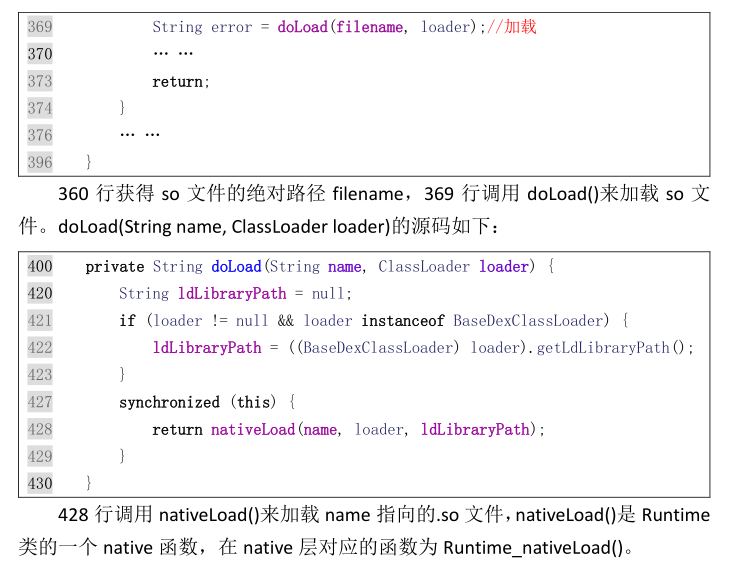 369 String error = doLoad(filename, loader);//加载
370 … …
373 return;
374 }
376 … …
396 }
360 行获得 so 文件的绝对路径 filename，369 行调用 doLoad()来加载 so 文
件。doLoad(String name, ClassLoader loader)的源码如下：
400 private String doLoad(String name, ClassLoader loader) {
420 String ldLibraryPath = null;
421 if (loader != null && loader instanceof BaseDexClassLoader) {
422 ldLibraryPath = ((BaseDexClassLoader) loader).getLdLibraryPath();
423 }
427 synchronized (this) {
428 return nativeLoad(name, loader, ldLibraryPath);
429 }
430 }
428 行调用 nativeLoad()来加载 name 指向的.so 文件，nativeLoad()是 Runtime
类的一个 native 函数，在 native 层对应的函数为 Runtime_nativeLoad()。